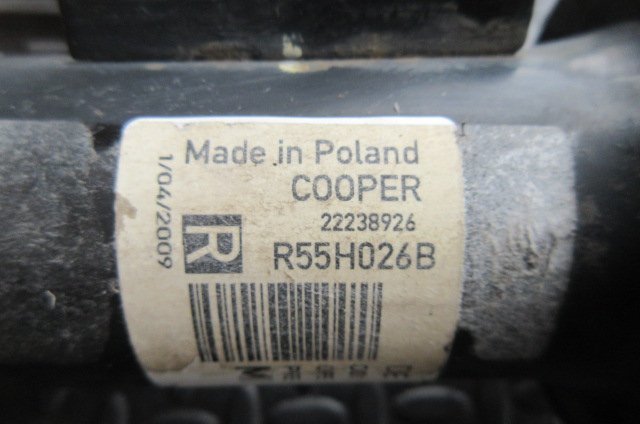 Made in Poland
COOPER
22238926
R55H026B
R
1/04/2009
M